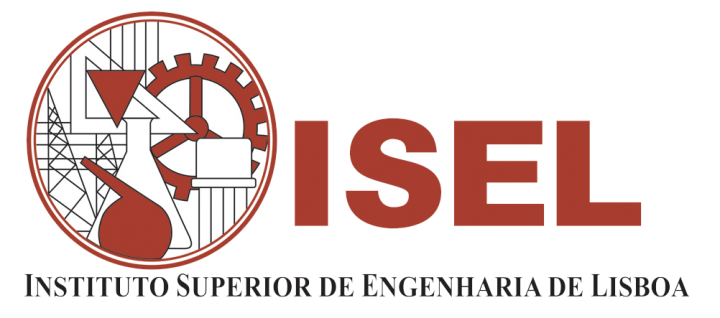 ISEL
INSTITUTO SUPERIOR DE ENGENHARIA DE LISBOA